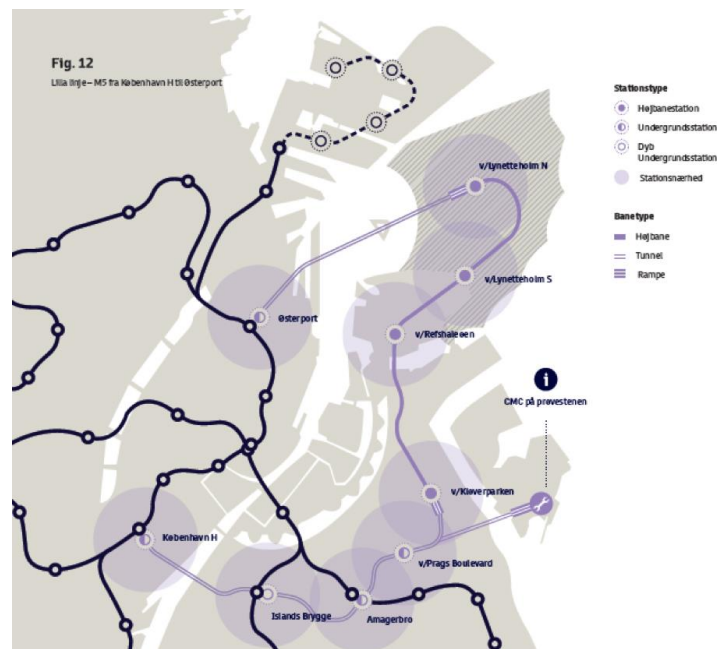 Fig. 12
Lilla linje – M5 fra København H til Østerport
Stationstype
Højbanestation
Undergrundsstation
Dyb
Undergrundsstation
Stationsnærhed
Banetype
Højbane
Tunnel
Rampe
v/Lynetteholm N
v/Lynetteholm S
Østerport
v/Refshaleøen
i
CMC på prøvestenen
v/Kløverparken
København H
v/Prags Boulevard
Islands Brygge
Amagerbro